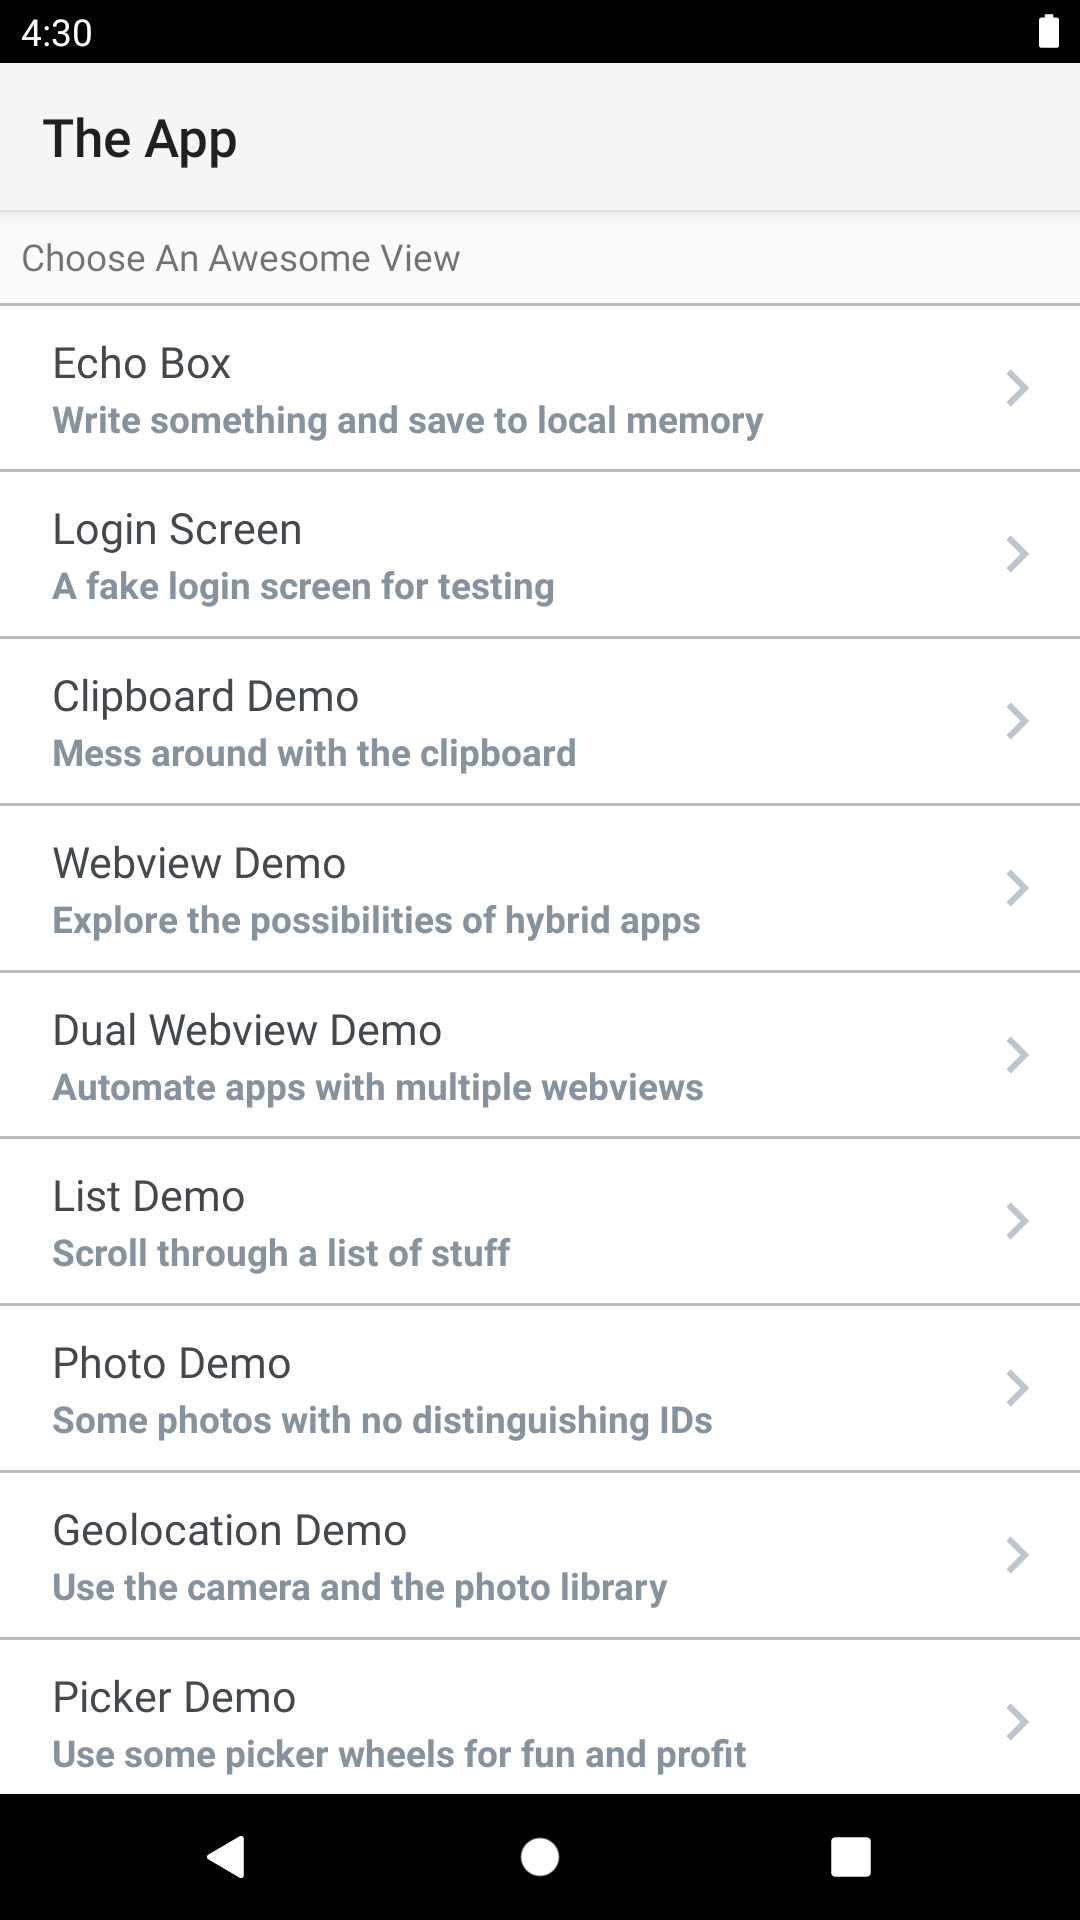 4:30
The App
Choose An Awesome View
Echo Box
Write something and save to local memory
Login Screen
A fake login screen for testing
Clipboard Demo
Mess around with the clipboard
Webview Demo
Explore the possibilities of hybrid apps
Dual Webview Demo
Automate apps with multiple webviews
List Demo
Scroll through a list of stuff
Photo Demo
Some photos with no distinguishing IDs
Geolocation Demo
Use the camera and the photo library
Picker Demo
Use some picker wheels for fun and profit